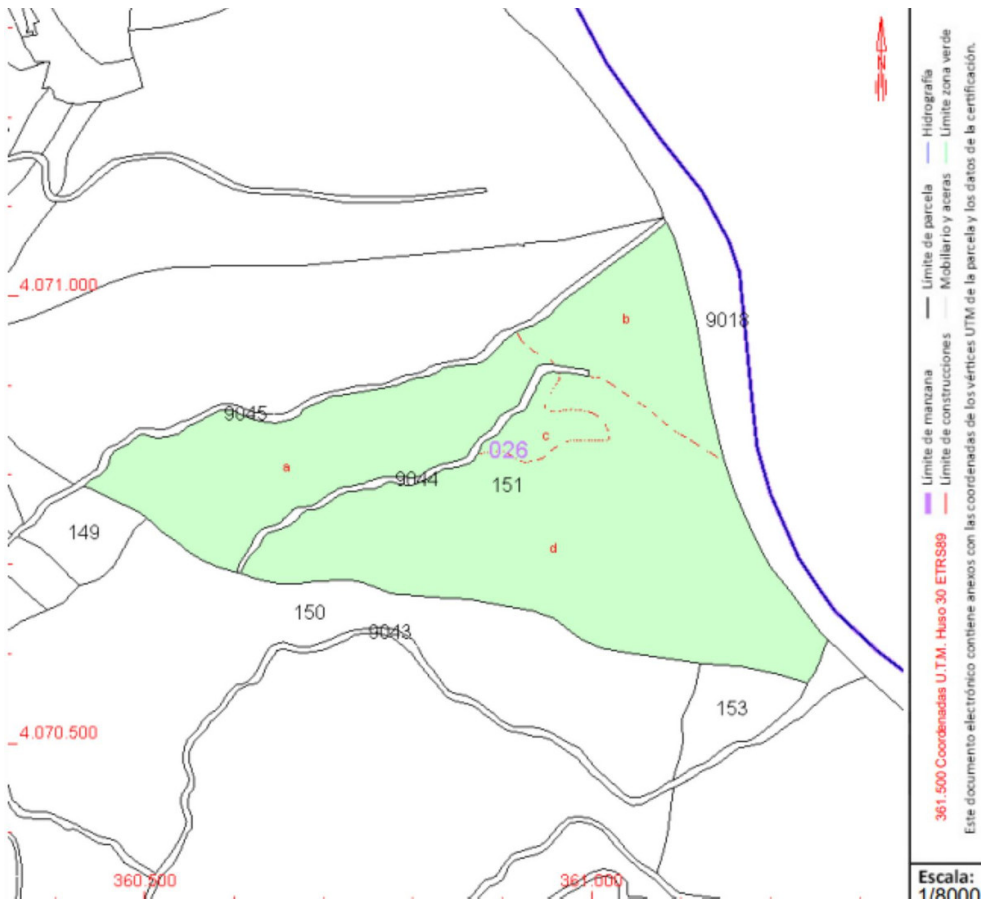 N
4.071.000
b
9018
9045
c
026
a
9044
151
149
d
150
9043
153
4.070.500
360.500
361.000
361.500 Coordenadas U.T.M. Huso 30 ETRS89
Límite de manzana
Límite de parcela
Hidrografía
Límite de construcciones
Mobiliario y aceras
Límite zona verde
Este documento electrónico contiene anexos con las coordenadas de los vértices UTM de la parcela y los datos de la certificación.
Escala:
1/8000